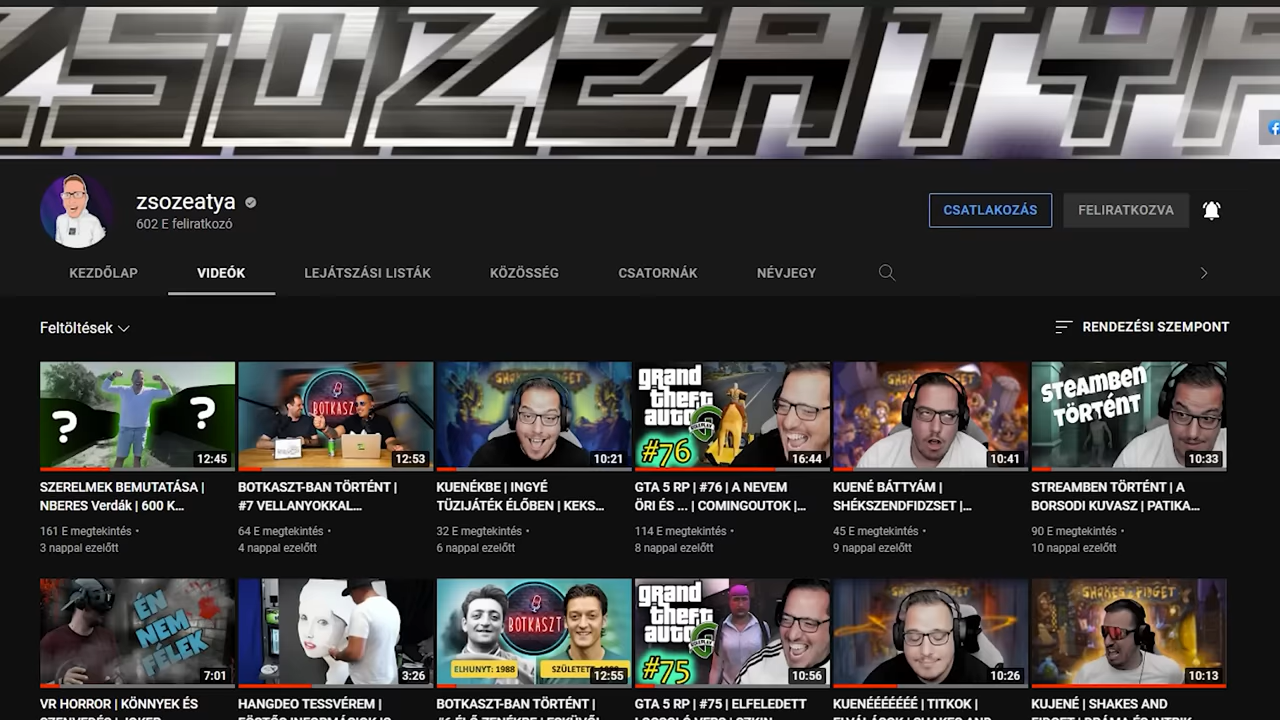 ZSOZEATYA
zsozeatya
602 E feliratkozó
CSATLAKOZÁS
FELIRATKOZVA
KEZDŐLAP
VIDEÓK
LEJÁTSZÁSI LISTÁK
KÖZÖSSÉG
CSATORNÁK
NÉVJEGY
Feltöltések
RENDEZÉSI SZEMPONT
? ?
12:45
SZERELMEK BEMUTATÁSA |
NBERES Verdák | 600 K...
161 E megtekintés •
3 nappal ezelőtt
BOTKASZT
12:53
BOTKASZT-BAN TÖRTÉNT |
#7 VELLANYOKKAL...
64 E megtekintés •
4 nappal ezelőtt
10:21
KUENÉKBE | INGYÉ
TÜZIJÁTÉK ÉLŐBEN | KEKS...
32 E megtekintés •
6 nappal ezelőtt
grand
theft
auto
#76
16:44
GTA 5 RP | #76 | A NEVEM
ÖRI ÉS ... | COMINGOUTOK |...
114 E megtekintés •
8 nappal ezelőtt
10:41
KUENÉ BÁTTYÁM |
SHÉKSZENDFIDZSET |...
45 E megtekintés •
9 nappal ezelőtt
STEAMBEN
TÖRTÉNT
10:33
STREAMBEN TÖRTÉNT | A
BORSODI KUVASZ | PATIKA...
90 E megtekintés •
10 nappal ezelőtt
ÉN
NEM
FÉLEK
7:01
VR HORROR | KÖNNYEK ÉS
3:26
HANGDEO TESSVÉREM |
BOTKASZT
ELHUNYT: 1988
SZÜLETETT
12:55
BOTKASZT-BAN TÖRTÉNT |
grand
theft
auto
#75
10:56
GTA 5 RP | #75 | ELFELEDETT
10:26
KUENÉÉÉÉÉÉÉ | TITKOK |
SHAKES & FIDGET
10:13
KUJENÉ | SHAKES AND